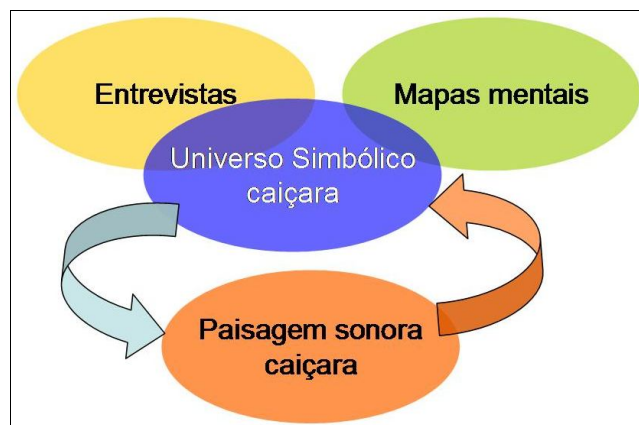 Entrevistas
Mapas mentais
Universo Simbólico
caiçara
Paisagem sonora
caiçara